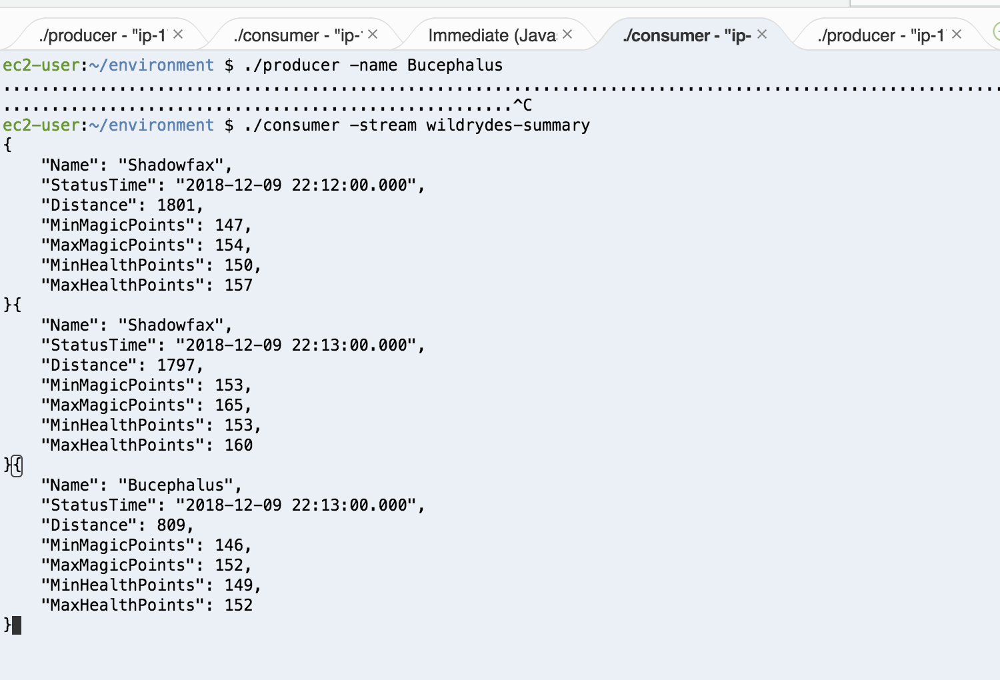 ./producer - "ip-1 ./consumer - "ip- Immediate (Java ./consumer - "ip- ./producer - "ip-1
ec2-user:~/environment $ ./producer -name Bucephalus
.........................................................................................................
.....................................................^C
ec2-user:~/environment $ ./consumer -stream wildrydes-summary
{
    "Name": "Shadowfax",
    "StatusTime": "2018-12-09 22:12:00.000",
    "Distance": 1801,
    "MinMagicPoints": 147,
    "MaxMagicPoints": 154,
    "MinHealthPoints": 150,
    "MaxHealthPoints": 157
}{
    "Name": "Shadowfax",
    "StatusTime": "2018-12-09 22:13:00.000",
    "Distance": 1797,
    "MinMagicPoints": 153,
    "MaxMagicPoints": 165,
    "MinHealthPoints": 153,
    "MaxHealthPoints": 160
}{
    "Name": "Bucephalus",
    "StatusTime": "2018-12-09 22:13:00.000",
    "Distance": 809,
    "MinMagicPoints": 146,
    "MaxMagicPoints": 152,
    "MinHealthPoints": 149,
    "MaxHealthPoints": 152
}